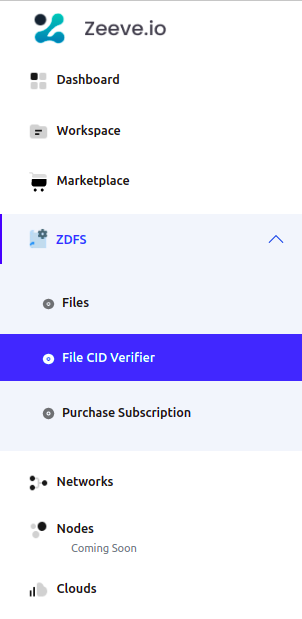 Zeeve.io
Dashboard
Workspace
Marketplace
ZDFS
Files
File CID Verifier
Purchase Subscription
Networks
Nodes
Coming Soon
Clouds